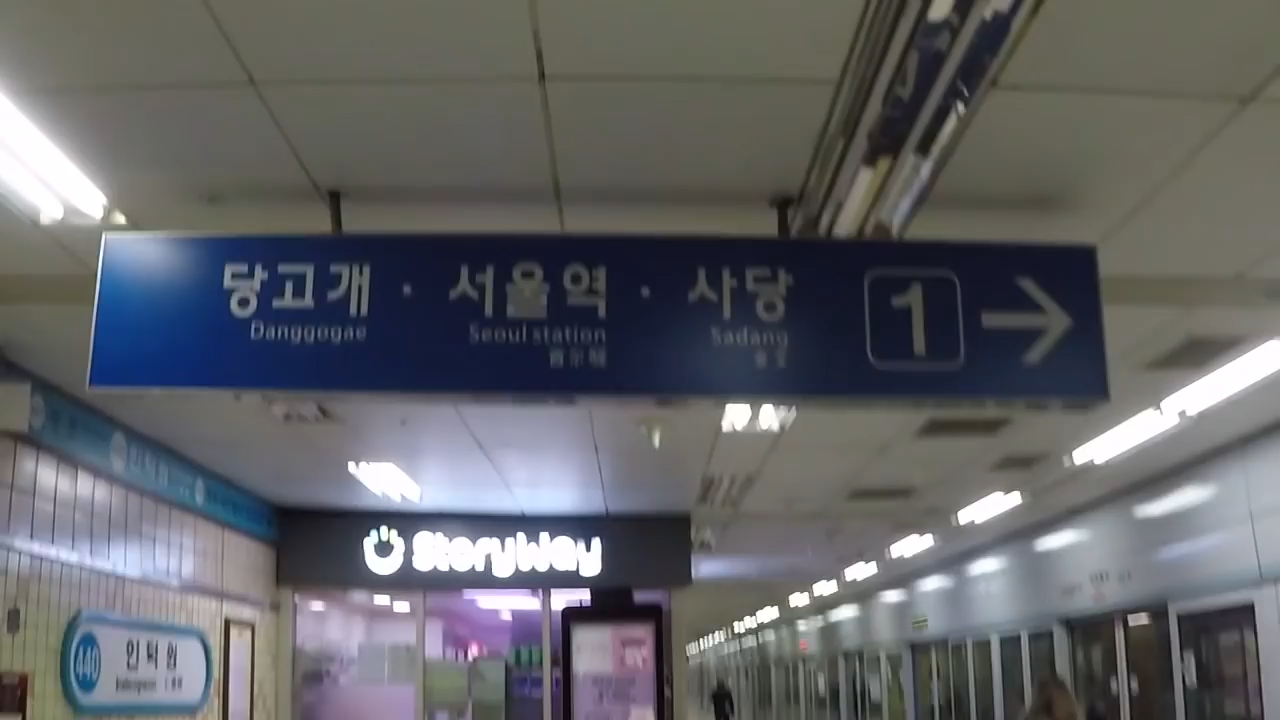 당고개 · 서울역 · 사당 1 →
Danggogae Seoul station Sadang
StoryWay
440 인덕원